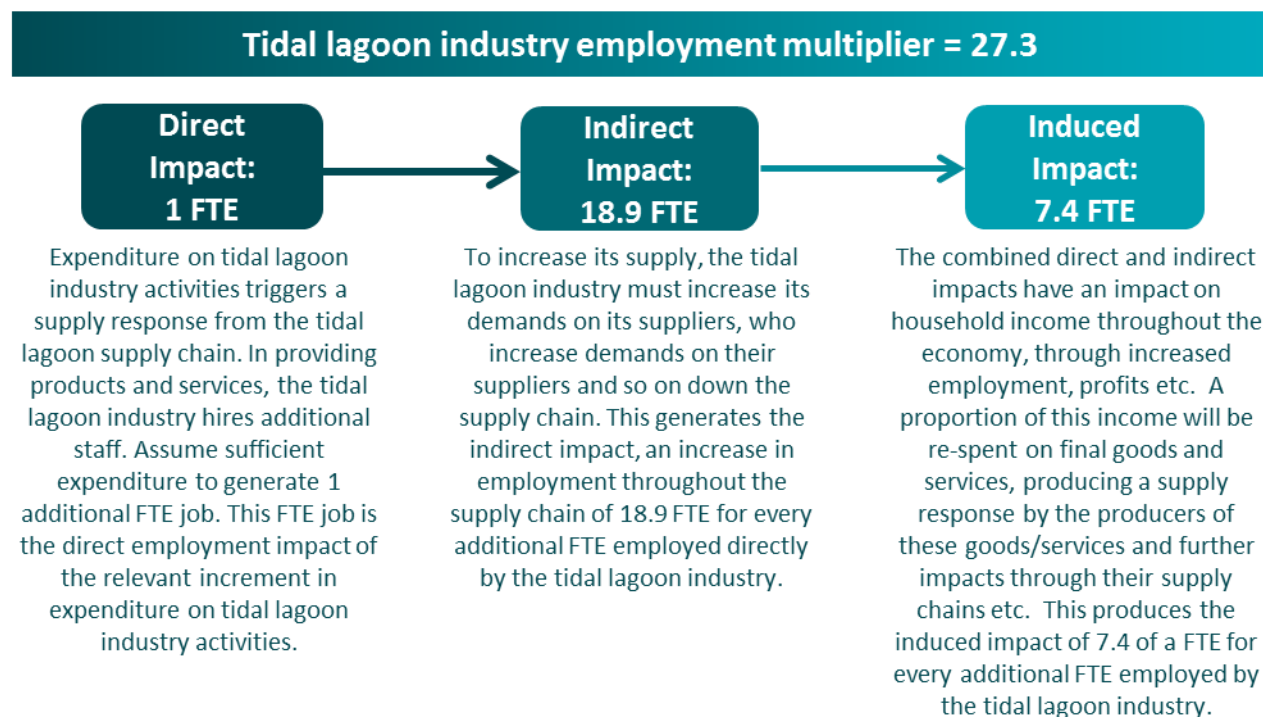 Tidal lagoon industry employment multiplier = 27.3
Direct
Impact:
1 FTE
Expenditure on tidal lagoon
industry activities triggers a
supply response from the tidal
lagoon supply chain. In providing
products and services, the tidal
lagoon industry hires additional
staff. Assume sufficient
expenditure to generate 1
additional FTE job. This FTE job is
the direct employment impact of
the relevant increment in
expenditure on tidal lagoon
industry activities.
Indirect
Impact:
18.9 FTE
To increase its supply, the tidal
lagoon industry must increase its
demands on its suppliers, who
increase demands on their
suppliers and so on down the
supply chain. This generates the
indirect impact, an increase in
employment throughout the
supply chain of 18.9 FTE for every
additional FTE employed directly
by the tidal lagoon industry.
Induced
Impact:
7.4 FTE
The combined direct and indirect
impacts have an impact on
household income throughout the
economy, through increased
employment, profits etc. A
proportion of this income will be
re-spent on final goods and
services, producing a supply
response by the producers of
these goods/services and further
impacts through their supply
chains etc. This produces the
induced impact of 7.4 of a FTE for
every additional FTE employed by
the tidal lagoon industry.